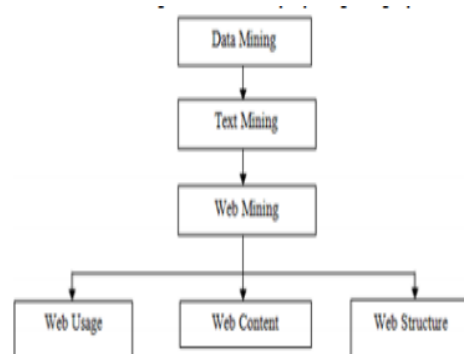 Data Mining
Text Mining
Web Mining
Web Usage
Web Content
Web Structure